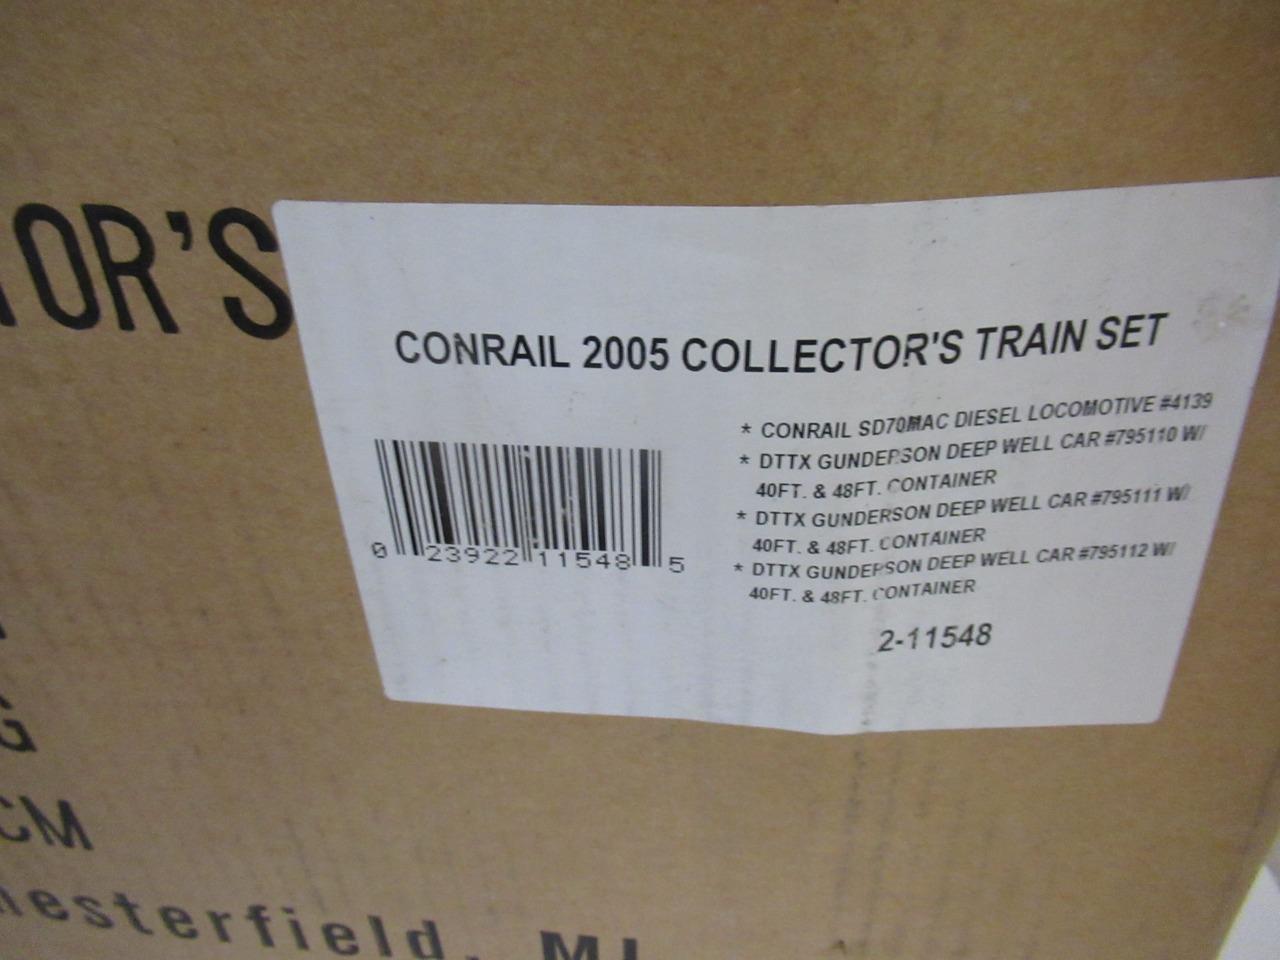 TOR'S
CONRAIL 2005 COLLECTOR'S TRAIN SET
* CONRAIL SD70MAC DIESEL LOCOMOTIVE #4139
* DTTX GUNDERSON DEEP WELL CAR #795110 W/
40FT. & 48FT. CONTAINER
* DTTX GUNDERSON DEEP WELL CAR #795111 W/
40FT. & 48FT. CONTAINER
* DTTX GUNDERSON DEEP WELL CAR #795112 W/
40FT. & 48FT. CONTAINER
2-11548
0 23922 11548 5
G
CM
hesterfield, MI